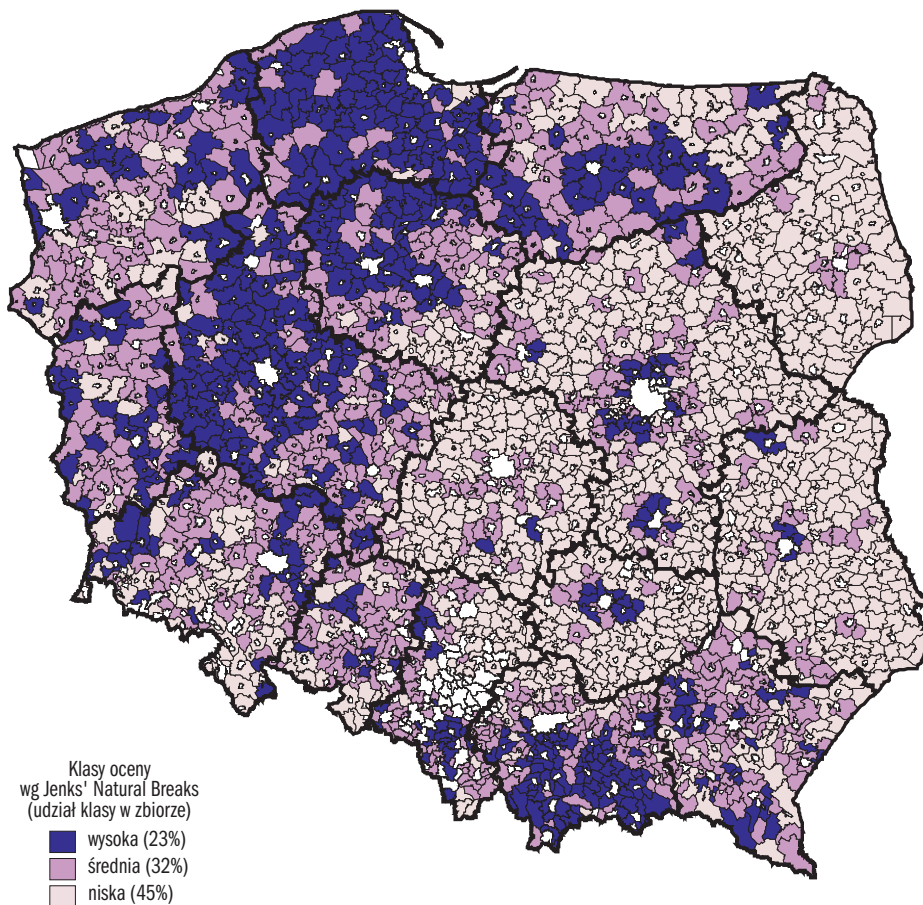 Klasy oceny
wg Jenks' Natural Breaks
(udział klasy w zbiorze)
wysoka (23%)
średnia (32%)
niska (45%)